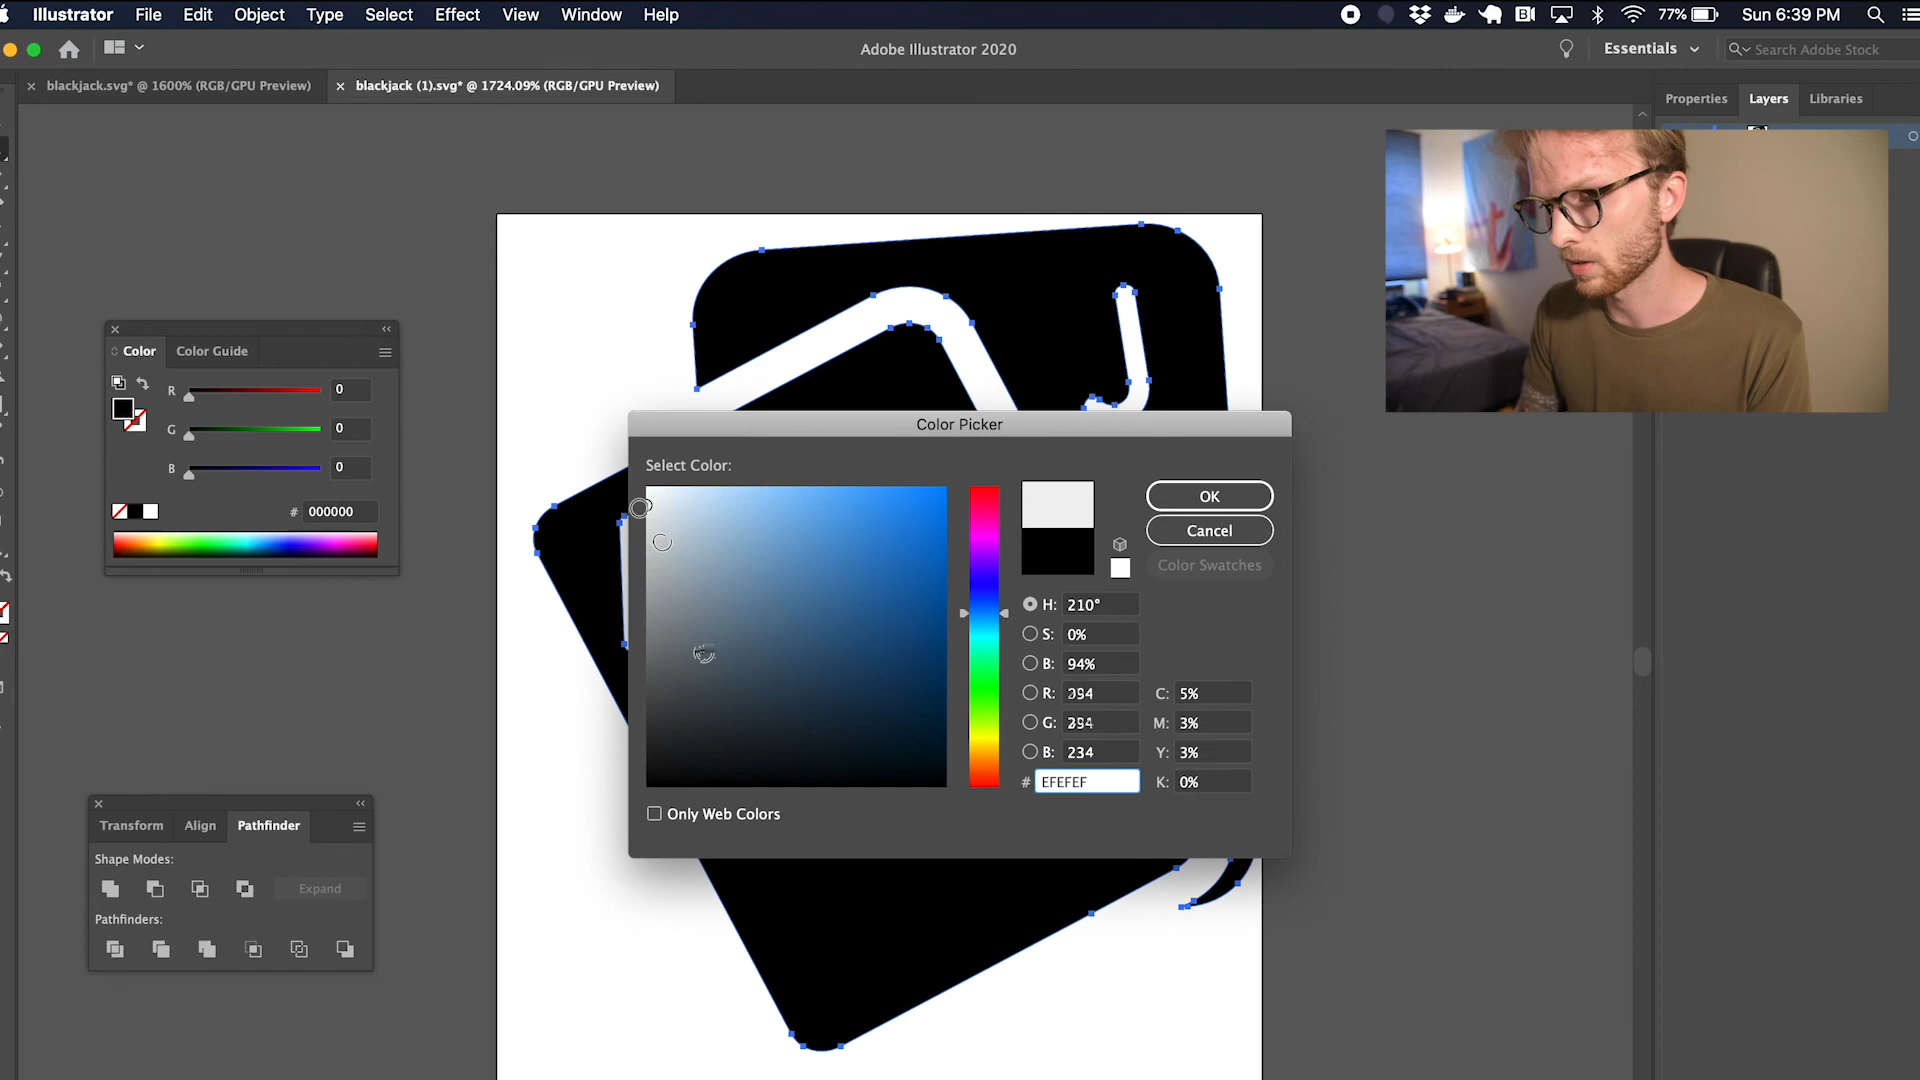 Illustrator File Edit Object Type Select Effect View Window Help 77% Sun 6:39 PM
Adobe Illustrator 2020 Essentials Search Adobe Stock
blackjack.svg* @ 1600% (RGB/GPU Preview) blackjack (1).svg* @ 1724.09% (RGB/GPU Preview)
Properties Layers Libraries
Color Color Guide
R 0
G 0
B 0
# 000000
Transform Align Pathfinder
Shape Modes:
Expand
Pathfinders:
Color Picker
Select Color:
OK
Cancel
Color Swatches
H: 210°
S: 0%
B: 94%
R: C: 5%
G: M: 3%
B: 234 Y: 3%
# EFEFEF K: 0%
Only Web Colors